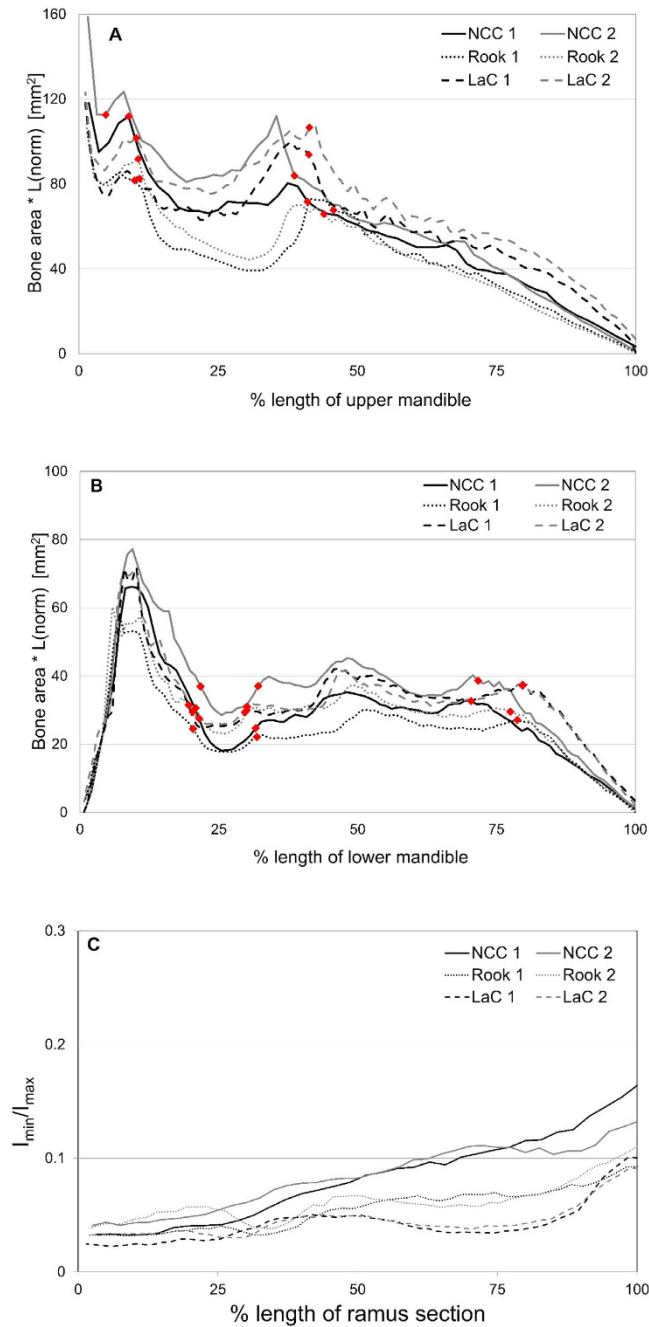 A
NCC 1 NCC 2
Rook 1 Rook 2
LaC 1 LaC 2
Bone area * L(norm) [mm²]
160
120
80
40
0
0 25 50 75 100
% length of upper mandible
B
NCC 1 NCC 2
Rook 1 Rook 2
LaC 1 LaC 2
Bone area * L(norm) [mm²]
100
80
60
40
20
0
0 25 50 75 100
% length of lower mandible
C
NCC 1 NCC 2
Rook 1 Rook 2
LaC 1 LaC 2
Imin/Imax
0.3
0.2
0.1
0
0 25 50 75 100
% length of ramus section